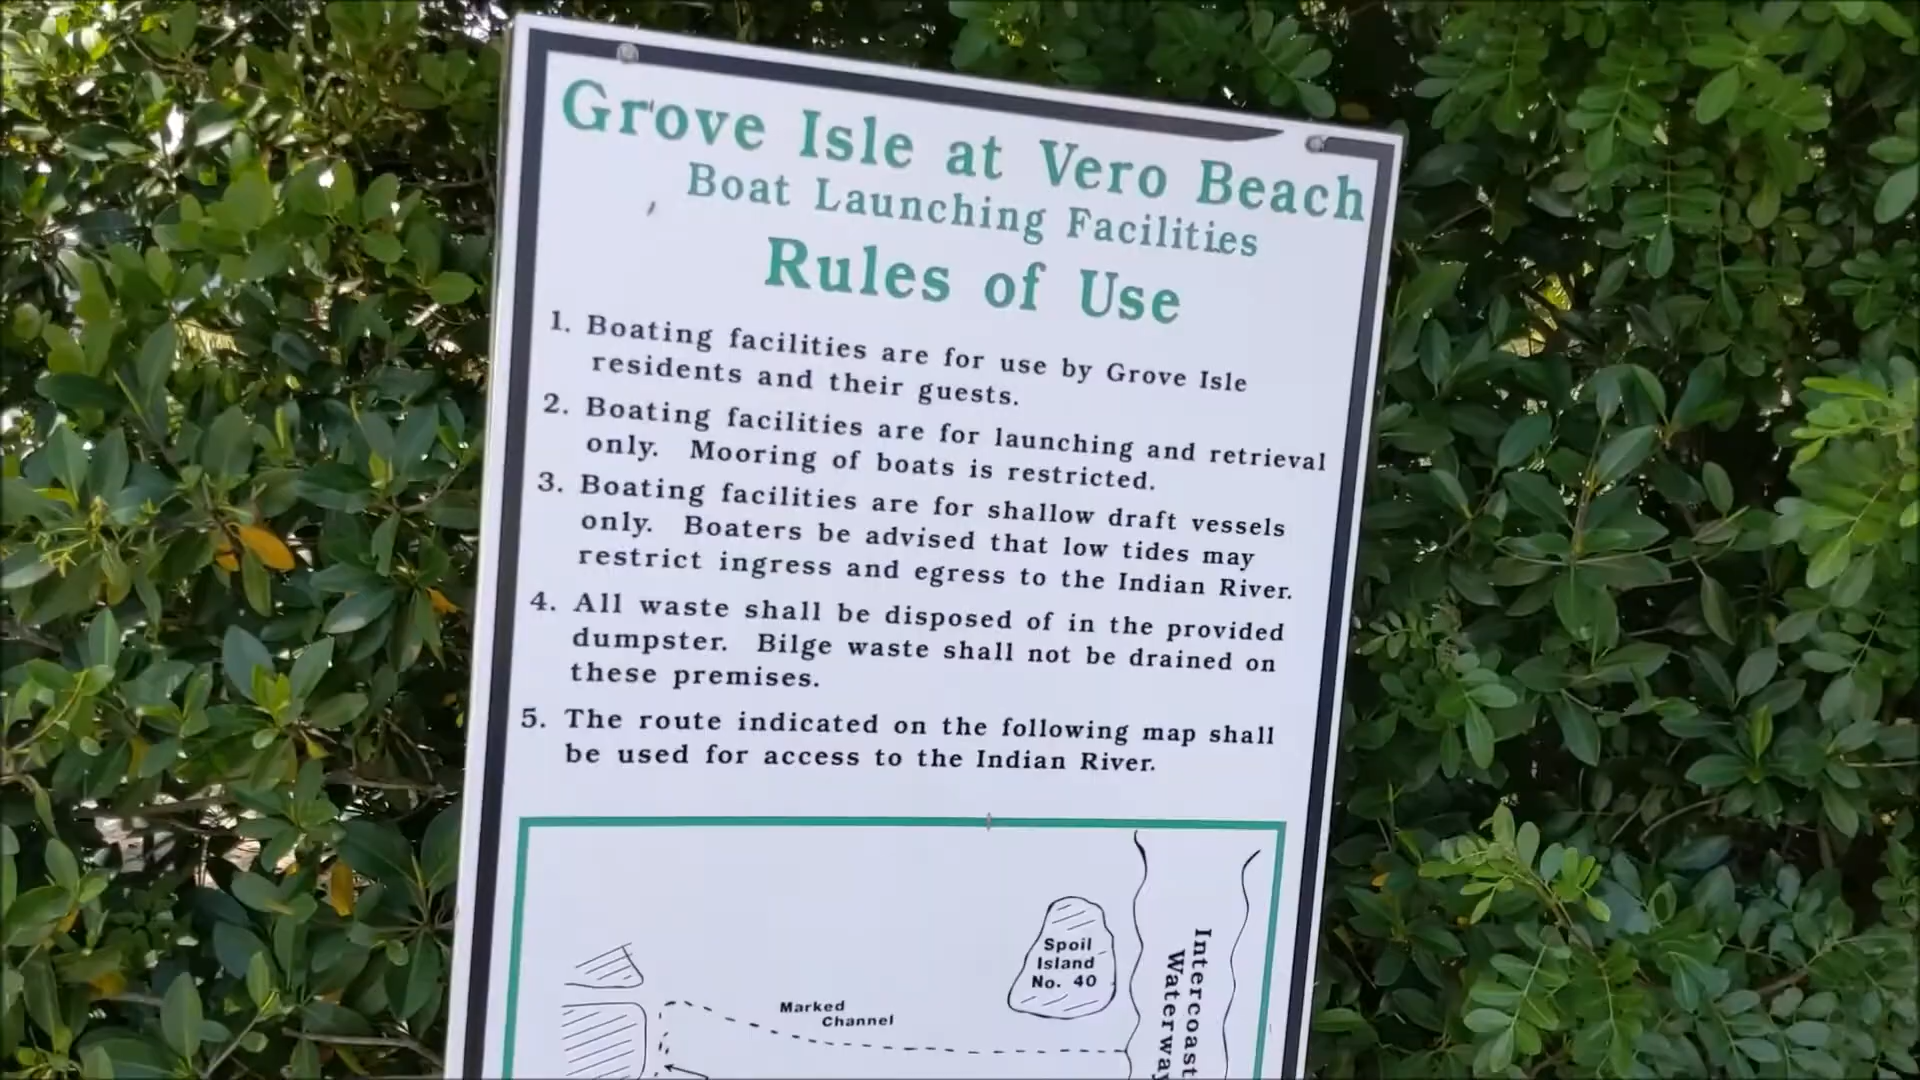 Grove Isle at Vero Beach
Boat Launching Facilities
Rules of Use
1. Boating facilities are for use by Grove Isle
residents and their guests.
2. Boating facilities are for launching and retrieval
only. Mooring of boats is restricted.
3. Boating facilities are for shallow draft vessels
only. Boaters be advised that low tides may
restrict ingress and egress to the Indian River.
4. All waste shall be disposed of in the provided
dumpster. Bilge waste shall not be drained on
these premises.
5. The route indicated on the following map shall
be used for access to the Indian River.
Spoil
Island
No. 40
Marked
Channel
Intercoast
Waterway